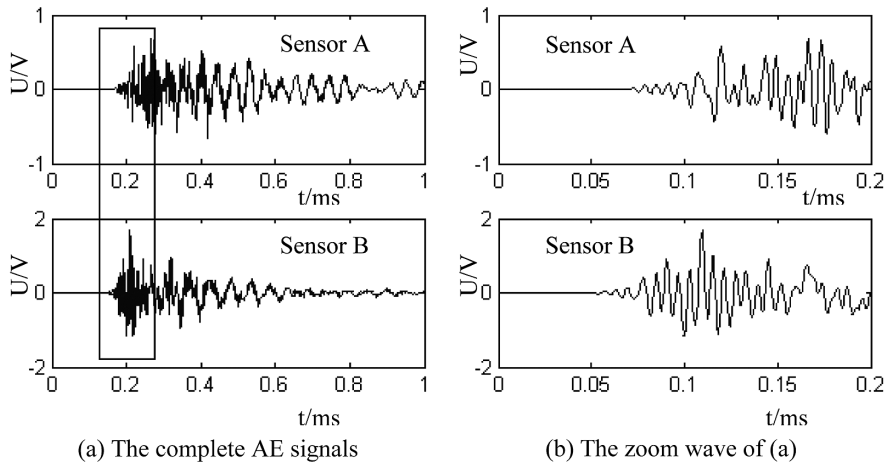 1
Sensor A
U/V
0
-1
0
0.2
0.4
0.6
0.8
1
t/ms
2
Sensor B
U/V
0
-2
0
0.2
0.4
0.6
0.8
1
t/ms
(a) The complete AE signals
1
Sensor A
U/V
0
-1
0
0.05
0.1
0.15
0.2
t/ms
2
Sensor B
U/V
0
-2
0
0.05
0.1
0.15
0.2
t/ms
(b) The zoom wave of (a)